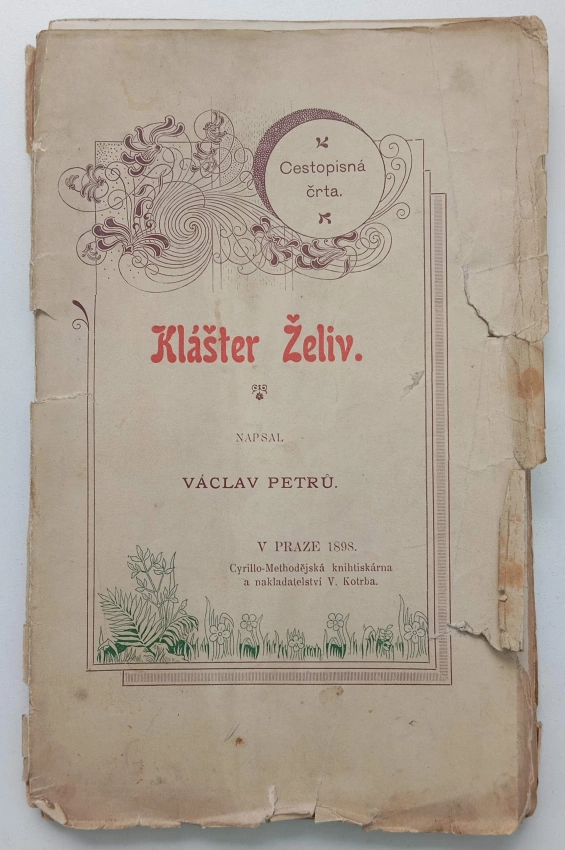 Cestopisná
črta.
Klášter Želiv.
NAPSAL
VÁCLAV PETRŮ.
V PRAZE 1898.
Cyrillo-Methodějská knihtiskárna
a nakladatelství V. Kotrba.